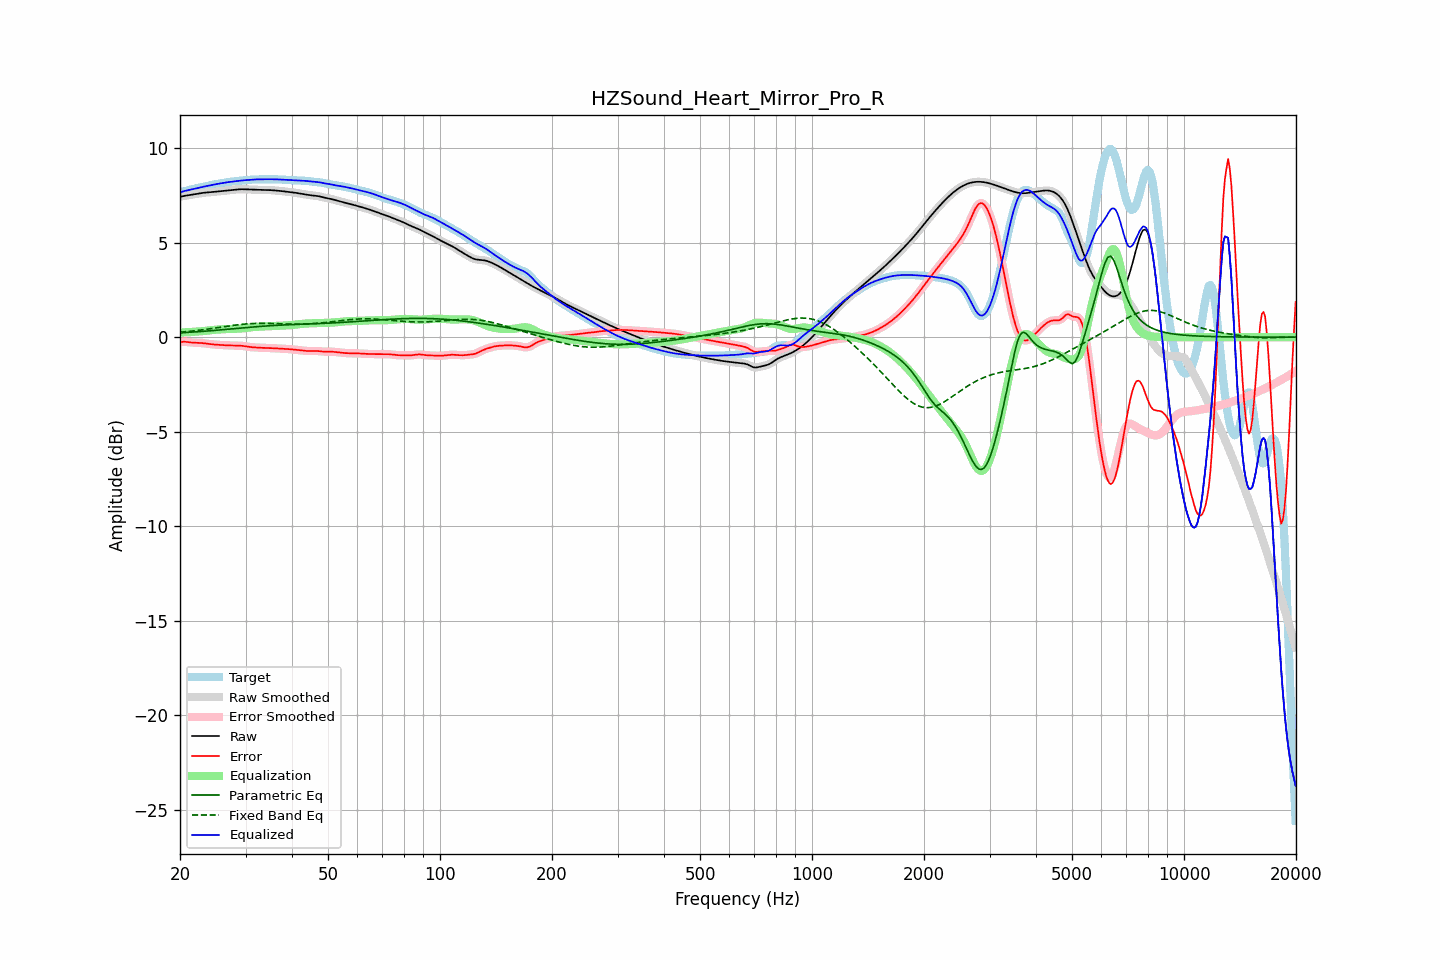 HZSound_Heart_Mirror_Pro_R
Amplitude (dBr)
10
5
0
−5
−10
−15
−20
−25
Target
Raw Smoothed
Error Smoothed
Raw
Error
Equalization
Parametric Eq
Fixed Band Eq
Equalized
20 50 100 200 500 1000 2000 5000 10000 20000
Frequency (Hz)